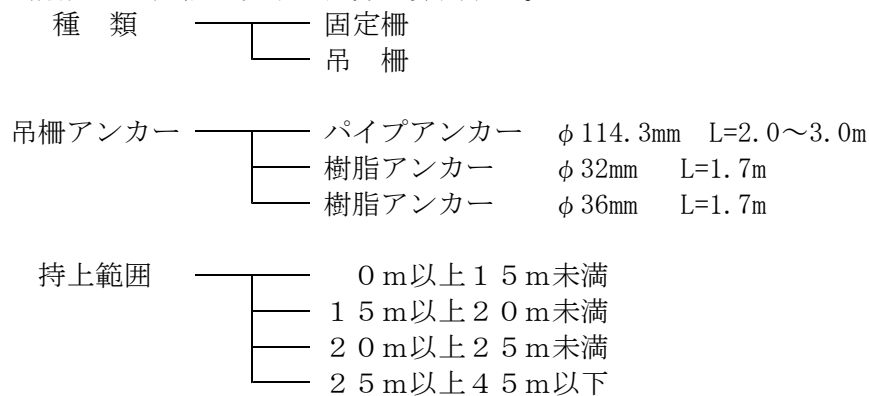 種　類　固定柵
吊　柵
吊柵アンカー　パイプアンカー　φ114.3mm　L=2.0～3.0m
樹脂アンカー　φ32mm　L=1.7m
樹脂アンカー　φ36mm　L=1.7m
持上範囲　０ｍ以上１５ｍ未満
１５ｍ以上２０ｍ未満
２０ｍ以上２５ｍ未満
２５ｍ以上４５ｍ以下